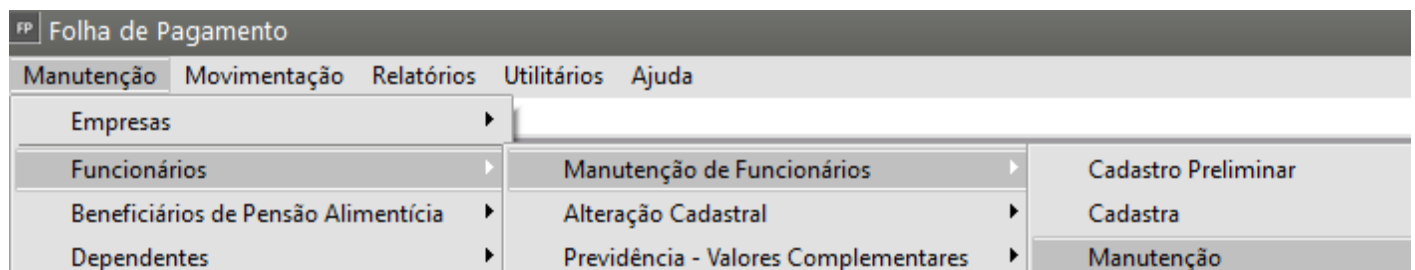 FP Folha de Pagamento
Manutenção Movimentação Relatórios Utilitários Ajuda
Empresas
Funcionários Manutenção de Funcionários Cadastro Preliminar
Beneficiários de Pensão Alimentícia Alteração Cadastral Cadastra
Dependentes Previdência - Valores Complementares Manutenção